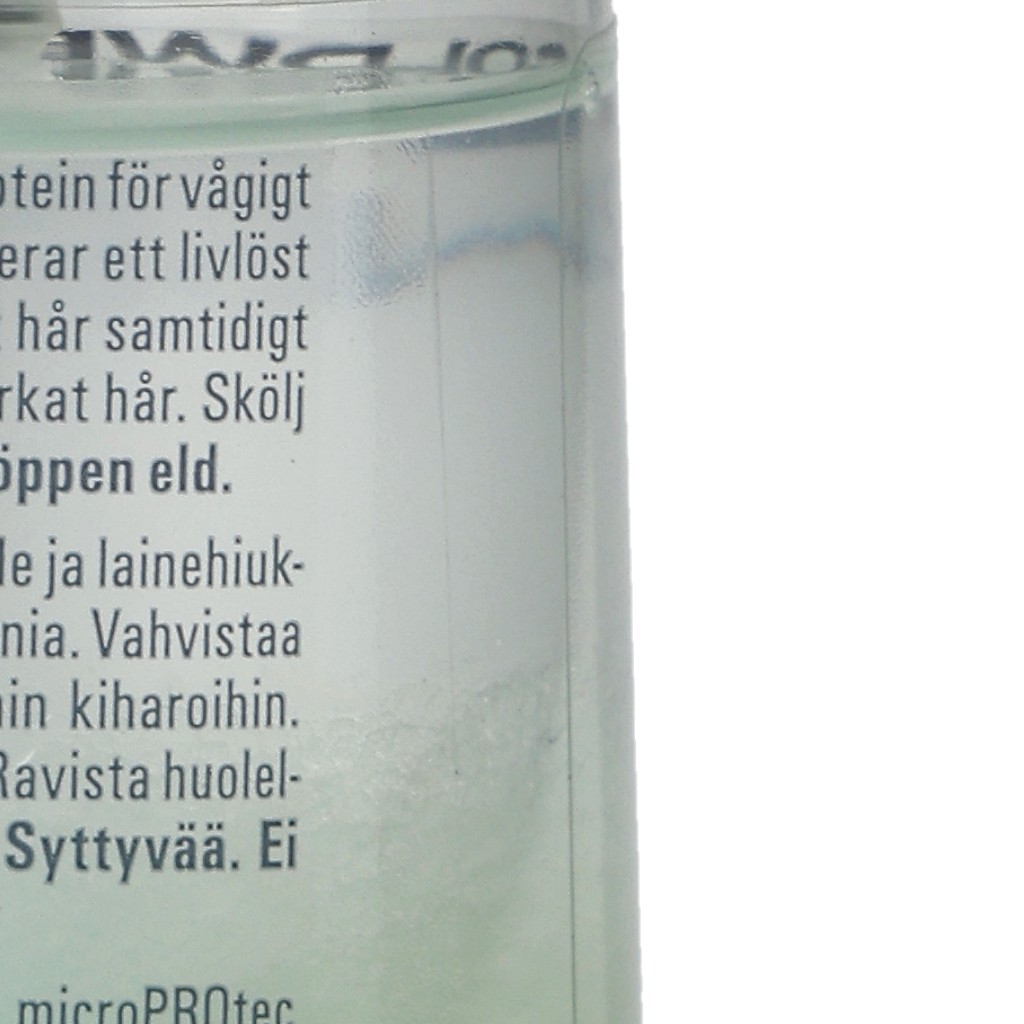 otein för vågigt
erar ett livlöst
t hår samtidigt
rkat hår. Skölj
öppen eld.
le ja lainehiuk-
nia. Vahvistaa
in kiharoihin.
Ravista huolel-
Syttyvää. Ei
microPROtec